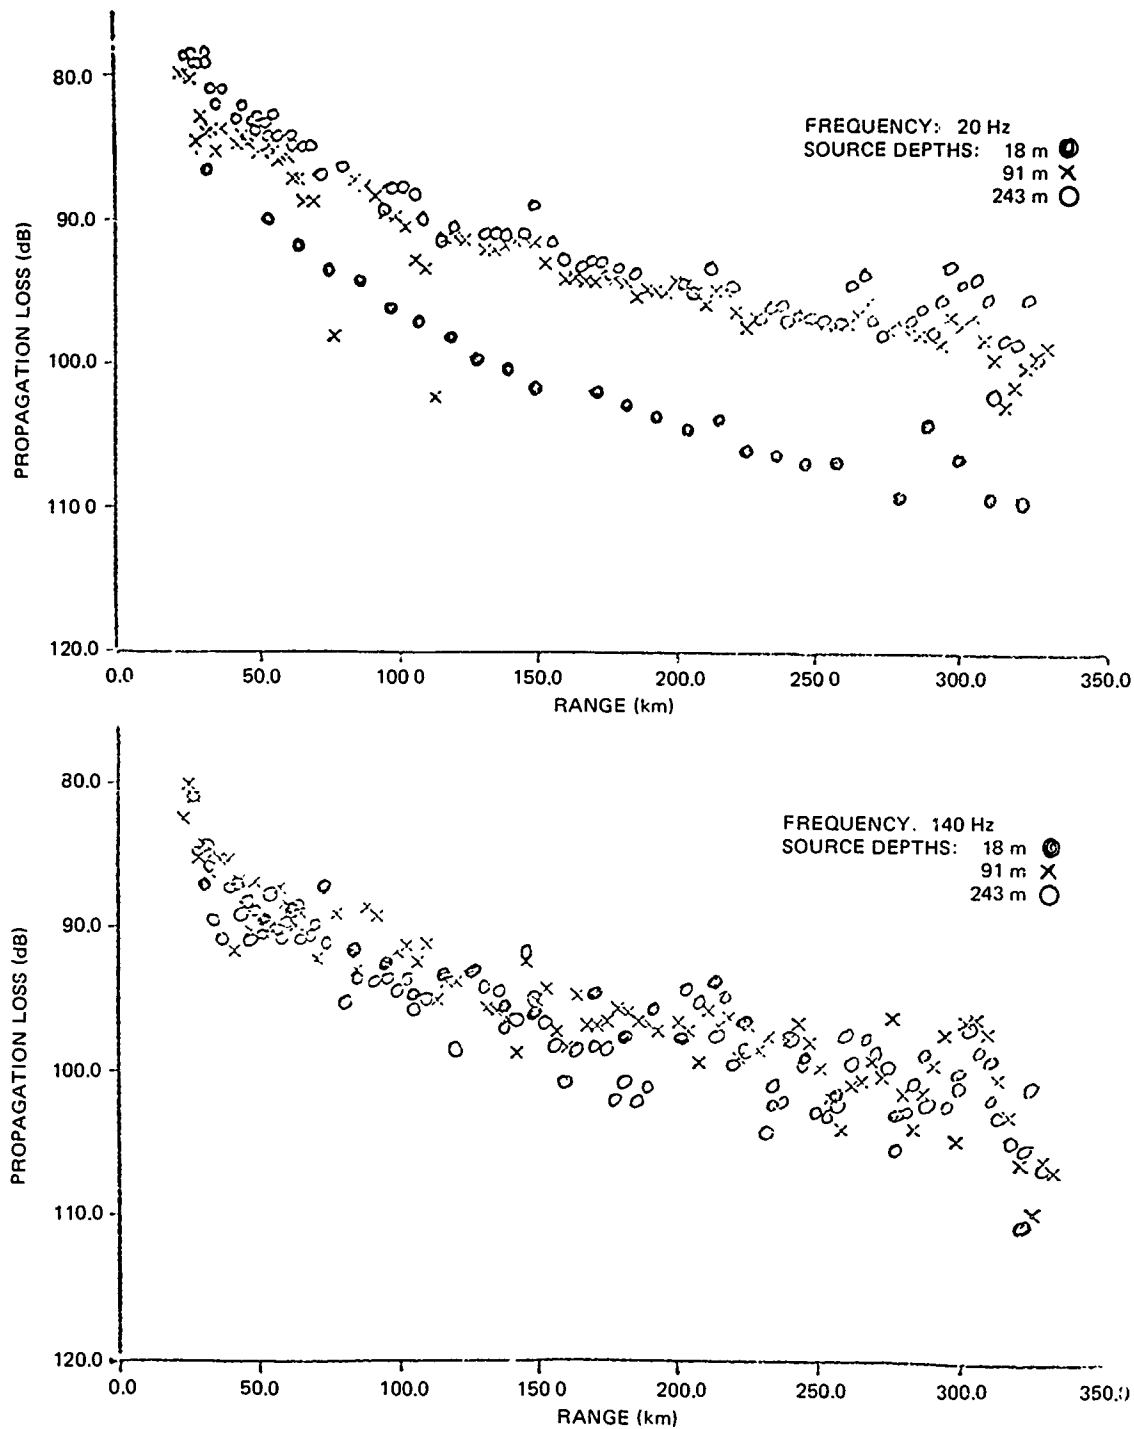 FREQUENCY: 20 Hz
SOURCE DEPTHS: 18 m
91 m ×
243 m
PROPAGATION LOSS (dB)
80.0
90.0
100.0
110 0
120.0
0.0 50.0 100 0 150.0 200.0 250 0 300.0 350.0
RANGE (km)
FREQUENCY. 140 Hz
SOURCE DEPTHS: 18 m
91 m ×
243 m
PROPAGATION LOSS (dB)
80.0
90.0
100.0
110.0
120.0
0.0 50.0 100.0 150 0 200.0 250.0 300.0 350.0
RANGE (km)